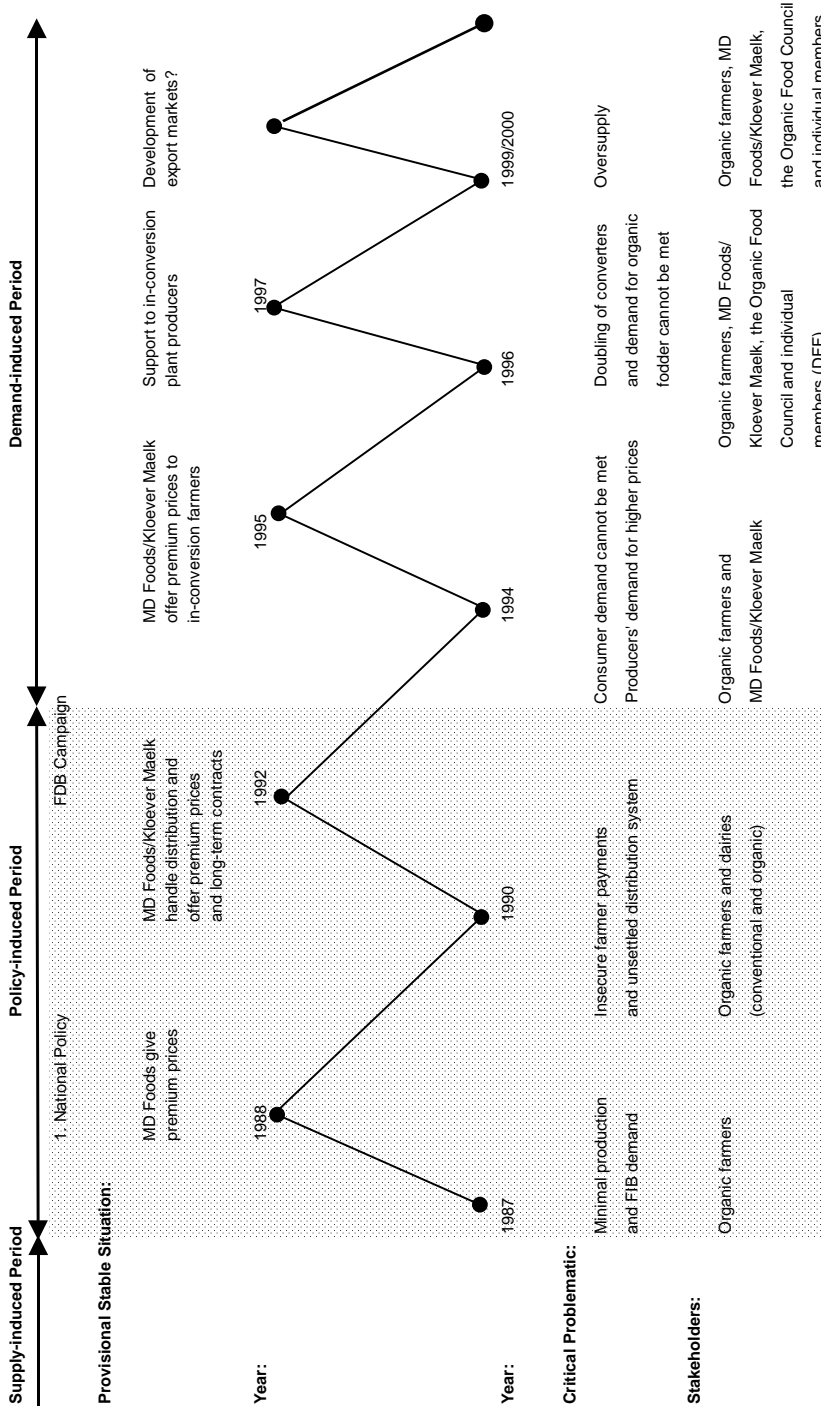 Supply-induced Period
Policy-induced Period
Demand-induced Period
1. National Policy
FDB Campaign
Provisional Stable Situation:
MD Foods give
premium prices
MD Foods/Kloever Maelk
handle distribution and
offer premium prices
and long-term contracts
MD Foods/Kloever Maelk
offer premium prices to
in-conversion farmers
Support to in-conversion
plant producers
Development of
export markets?
Year:
1988
1992
1995
1997
Year:
1987
1990
1994
1996
1999/2000
Critical Problematic:
Minimal production
and FIB demand
Insecure farmer payments
and unsettled distribution system
Consumer demand cannot be met
Producers' demand for higher prices
Doubling of converters
and demand for organic
fodder cannot be met
Oversupply
Stakeholders:
Organic farmers
Organic farmers and dairies
(conventional and organic)
Organic farmers and
MD Foods/Kloever Maelk
Organic farmers, MD Foods/
Kloever Maelk, the Organic Food
Council and individual
members (DFF)
Organic farmers, MD
Foods/Kloever Maelk,
the Organic Food Council
and individual members